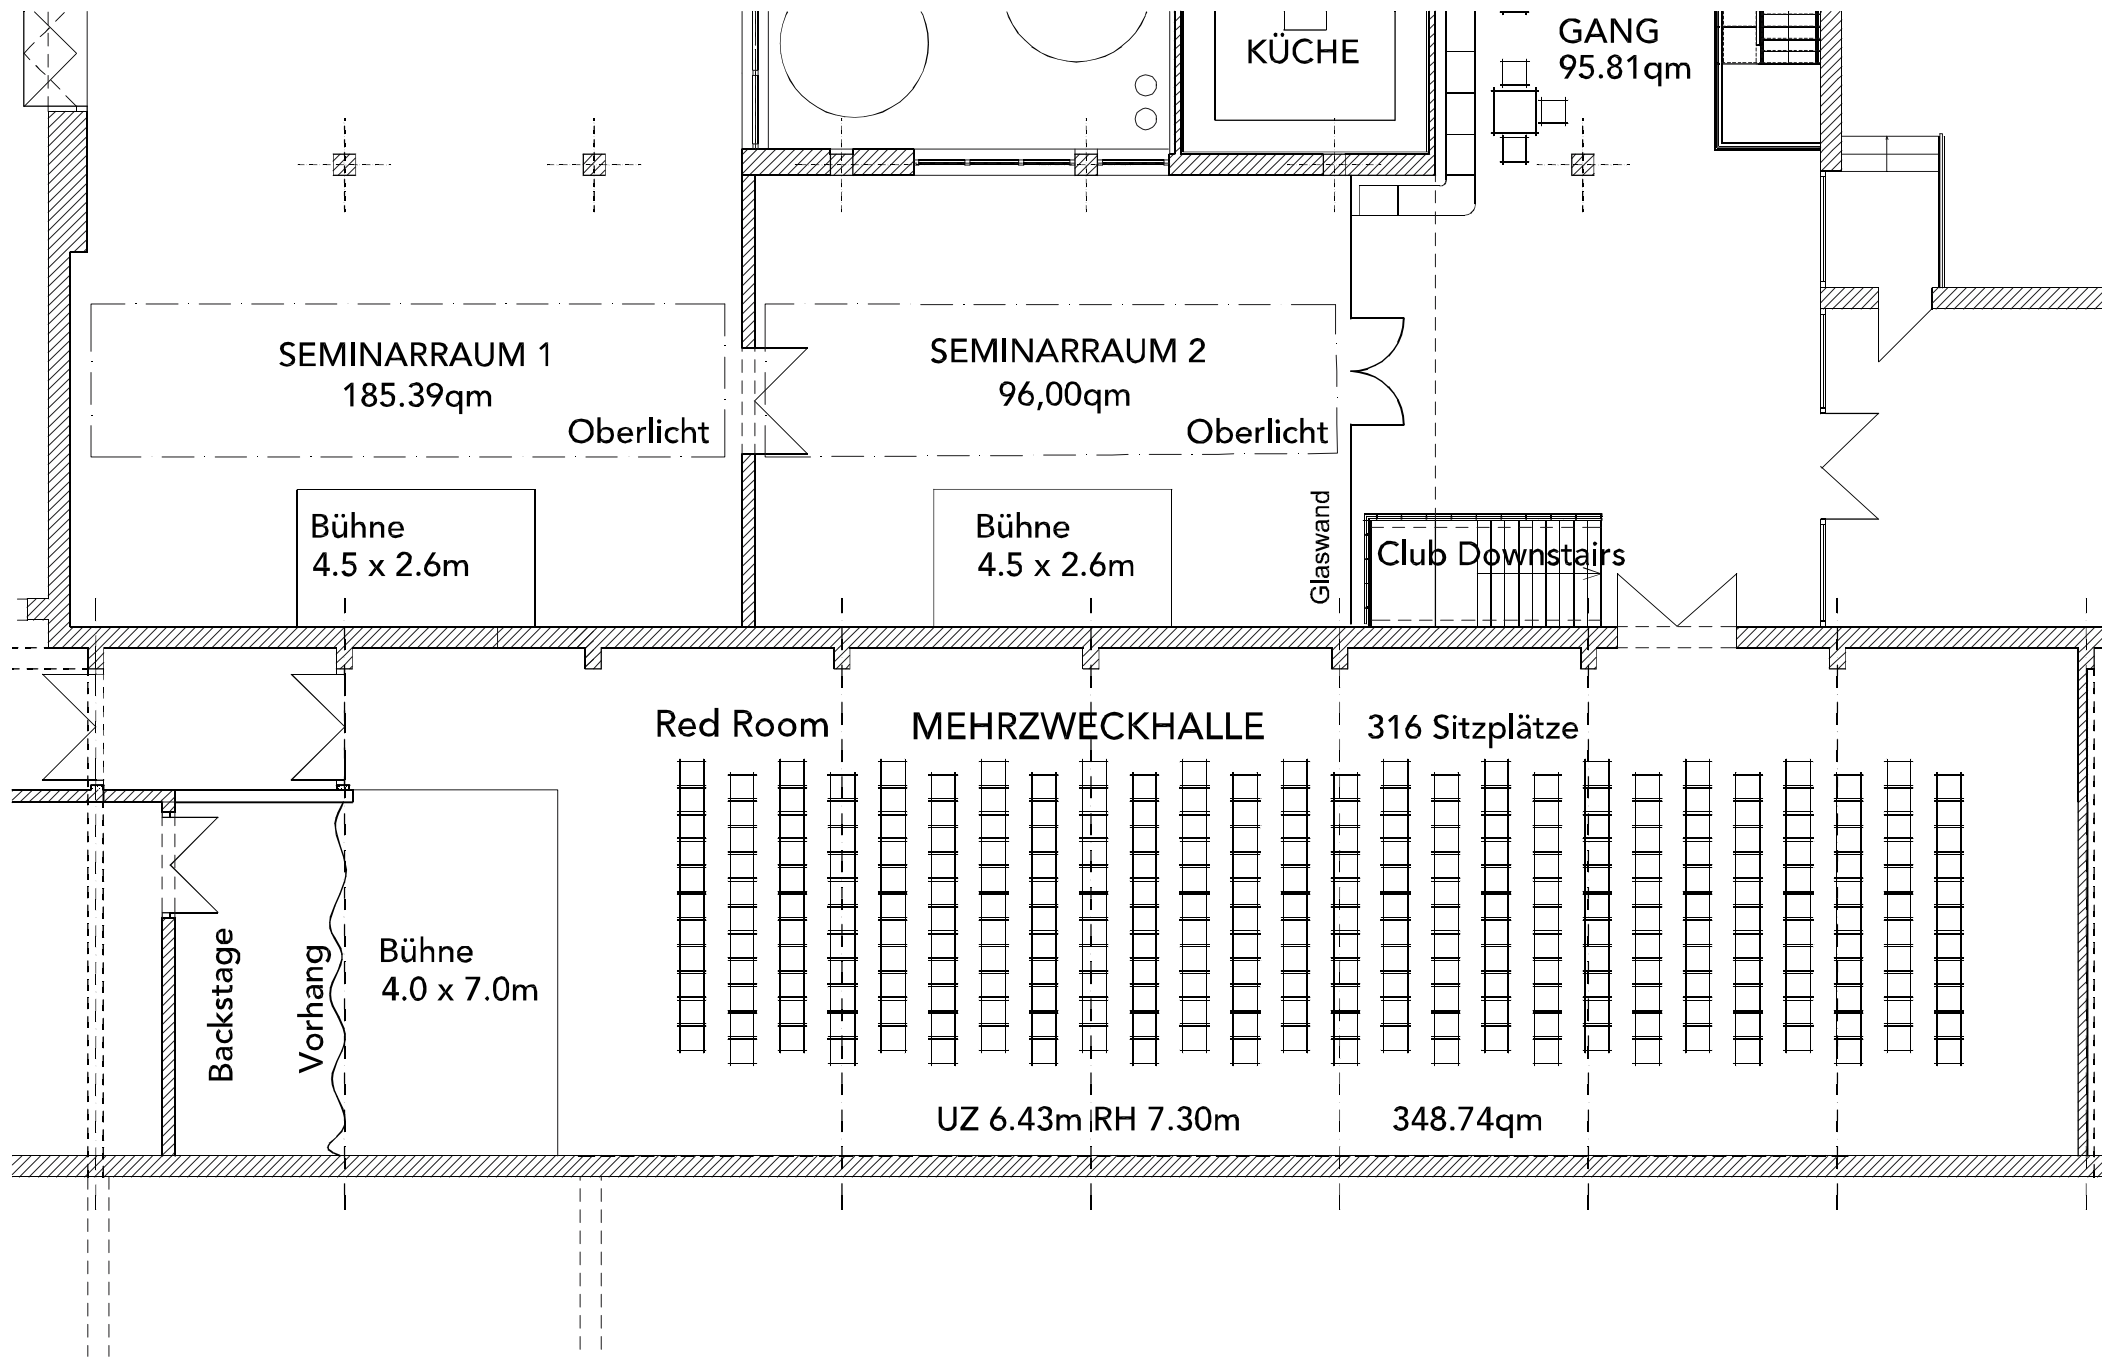 KÜCHE
GANG
95.81qm
SEMINARRAUM 1
185.39qm
Oberlicht
SEMINARRAUM 2
96,00qm
Oberlicht
Bühne
4.5 x 2.6m
Bühne
4.5 x 2.6m
Glaswand
Club Downstairs
Red Room
MEHRZWECKHALLE
316 Sitzplätze
Backstage
Vorhang
Bühne
4.0 x 7.0m
UZ 6.43m RH 7.30m
348.74qm